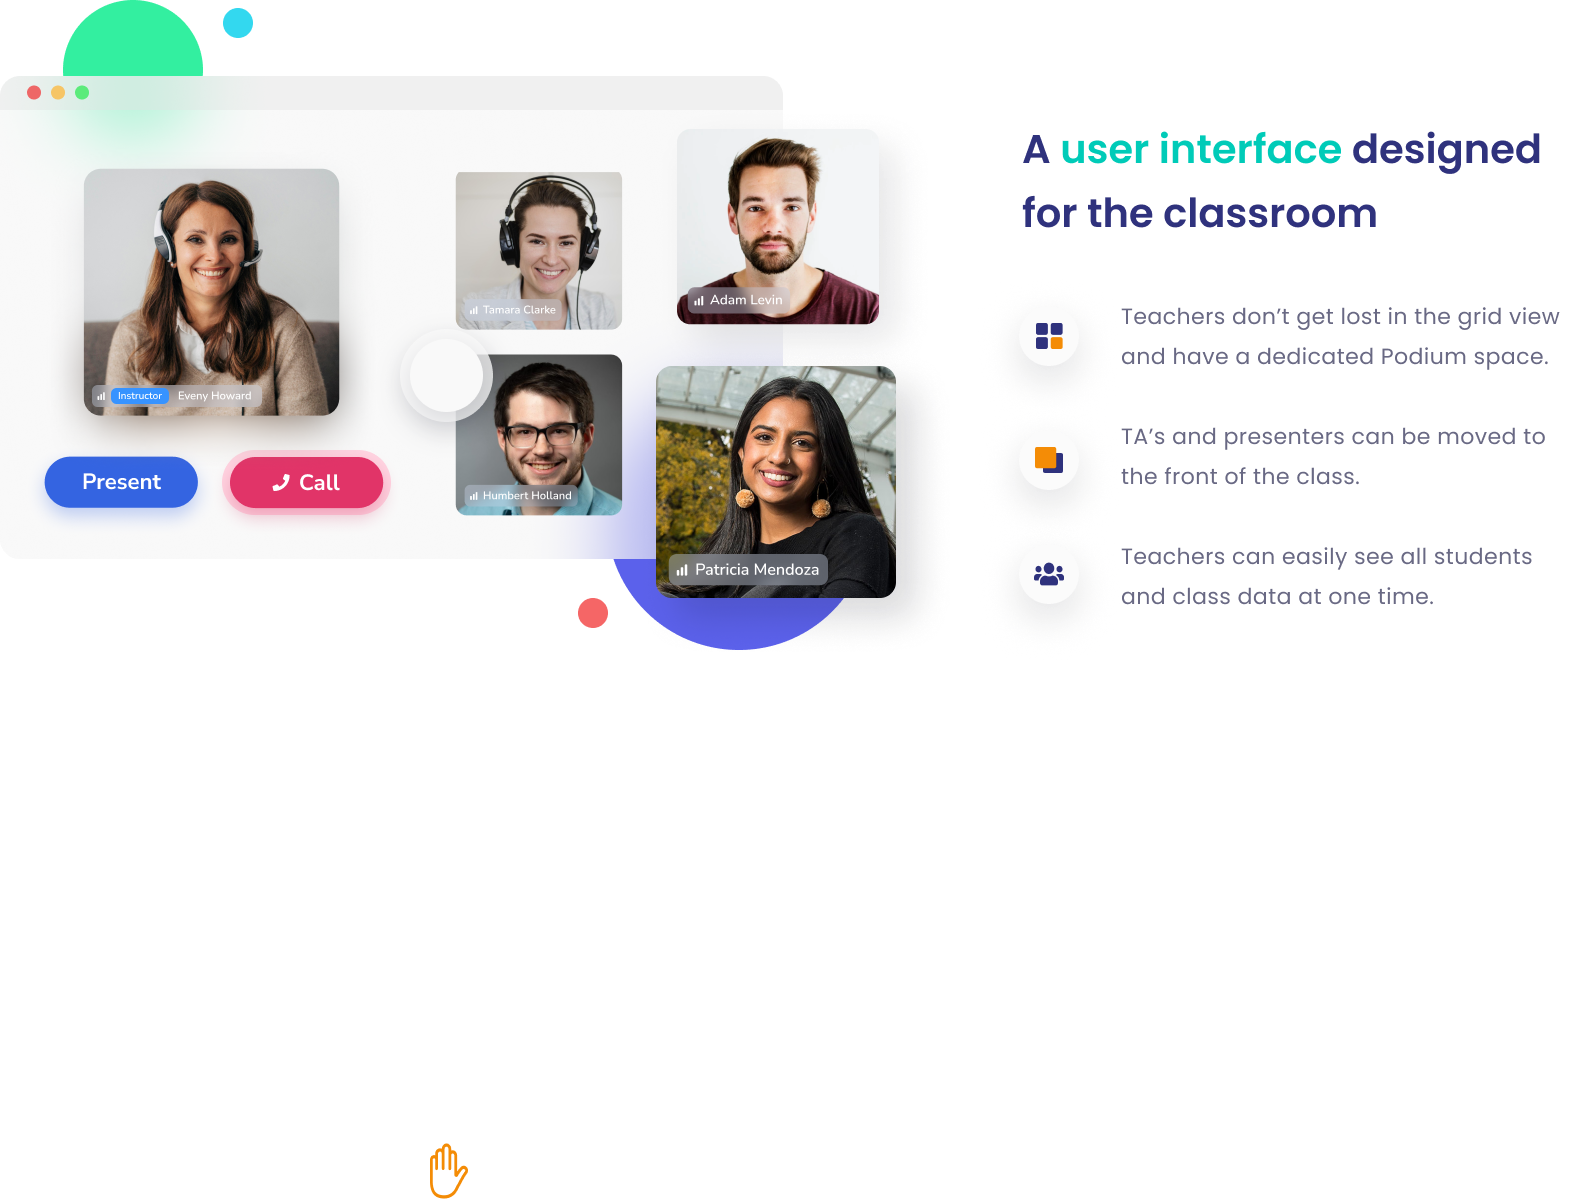 A user interface designed
for the classroom
Teachers don’t get lost in the grid view
and have a dedicated Podium space.
TA’s and presenters can be moved to
the front of the class.
Teachers can easily see all students
and class data at one time.
Instructor Eveny Howard
Present
Call
Tamara Clarke
Humbert Holland
Adam Levin
Patricia Mendoza